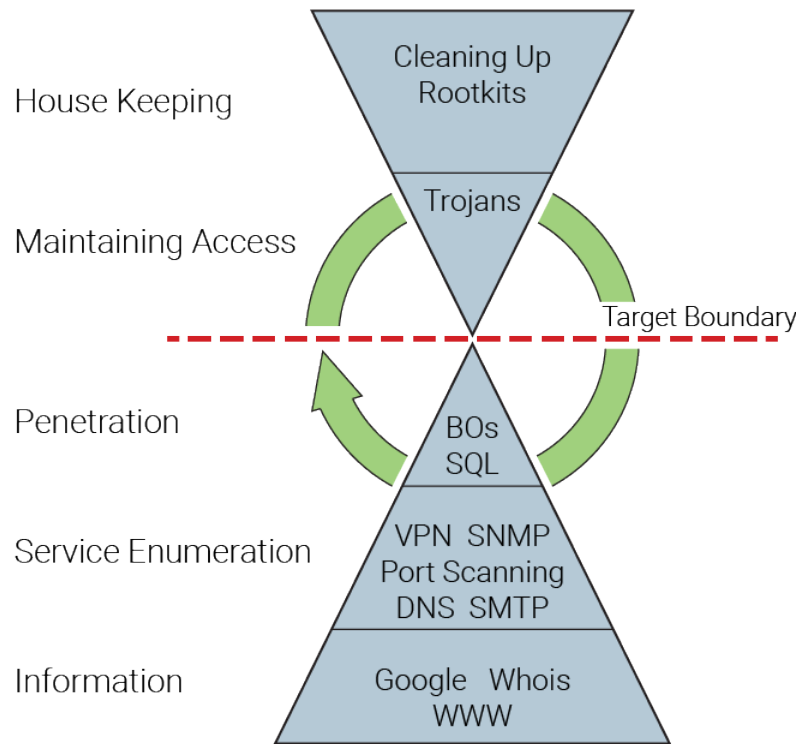 House Keeping
Cleaning Up
Rootkits
Maintaining Access
Trojans
Target Boundary
Penetration
BOs
SQL
Service Enumeration
VPN SNMP
Port Scanning
DNS SMTP
Information
Google Whois
WWW